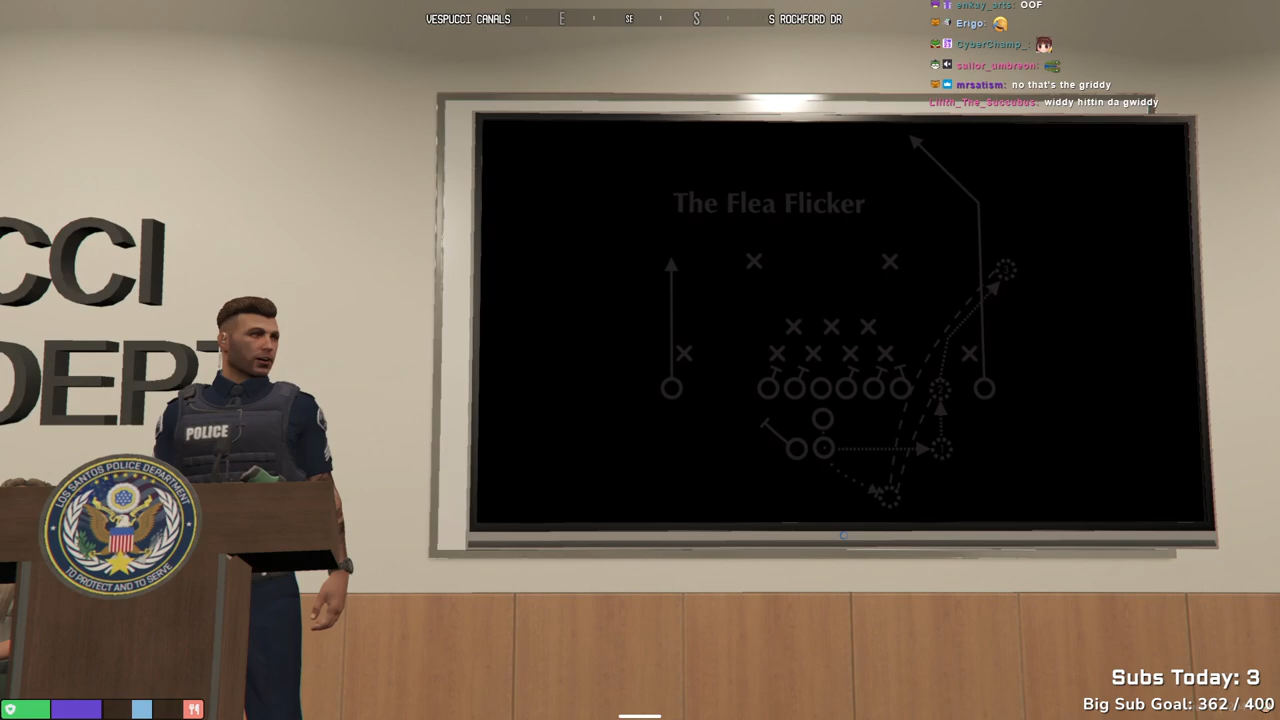 VESPUCCI CANALS
E
SE
S
S ROCKFORD DR
enkay_arts: OOF
Erigo:
CyberChamp_:
sailor_umbreon:
mrsatism: no that's the griddy
Lilith_The_Succubus: widdy hittin da gwiddy
The Flea Flicker
CCI
DEPT
POLICE
LOS SANTOS POLICE DEPARTMENT
TO PROTECT AND TO SERVE
Subs Today: 3
Big Sub Goal: 362 / 400